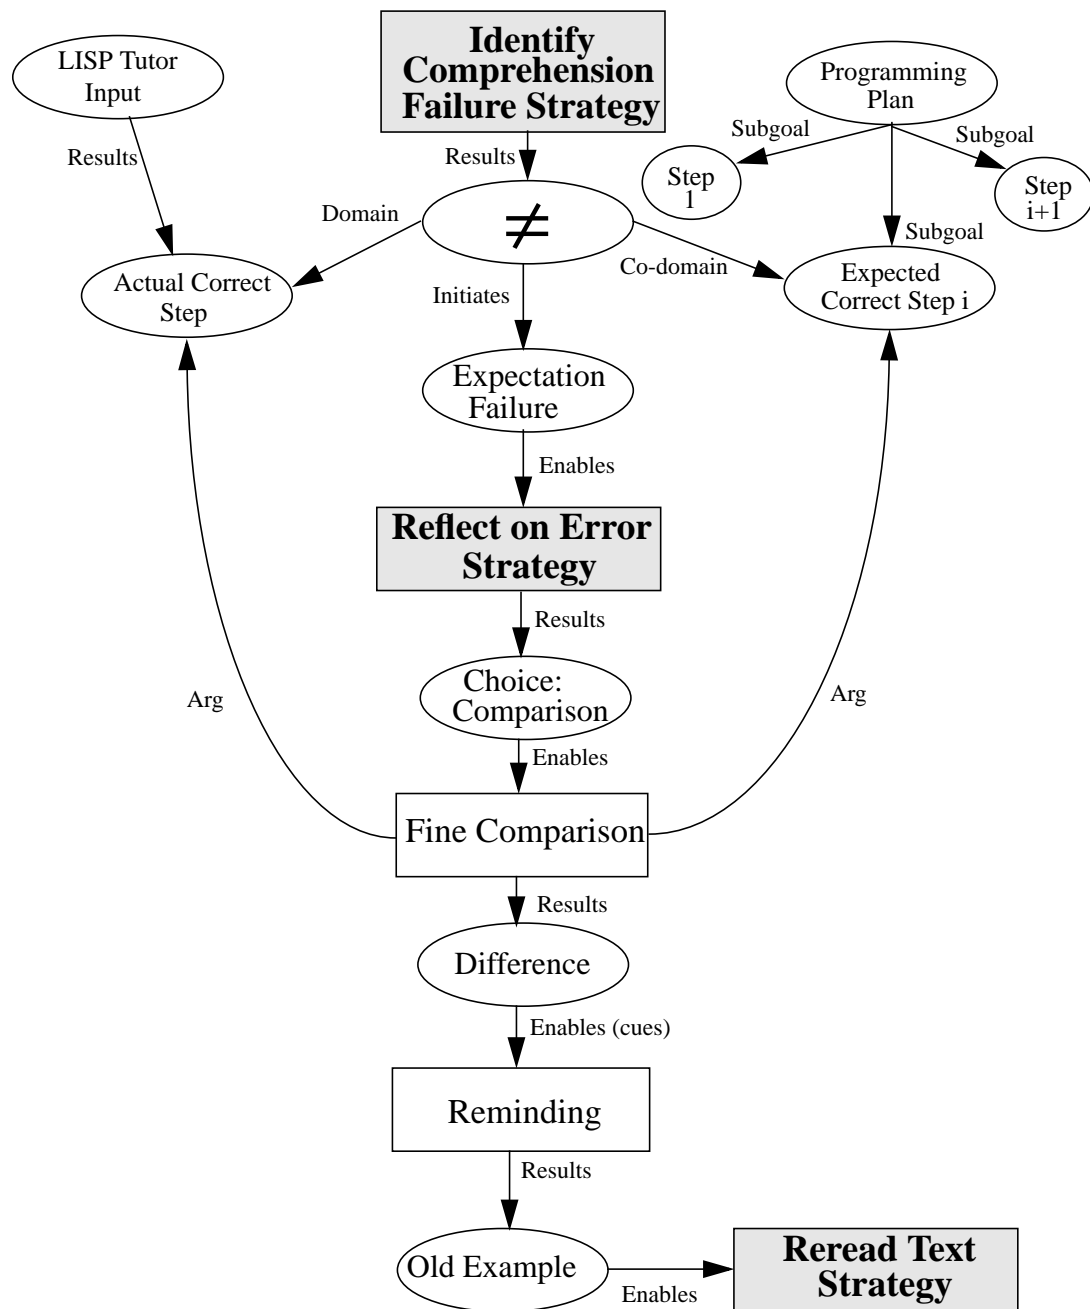 LISP Tutor
Input
Identify
Comprehension
Failure Strategy
Programming
Plan
Results
Results
Subgoal
Subgoal
Step
1
Step
i+1
Domain
≠
Subgoal
Co-domain
Actual Correct
Step
Expected
Correct Step i
Initiates
Expectation
Failure
Enables
Reflect on Error
Strategy
Results
Choice:
Comparison
Arg
Arg
Enables
Fine Comparison
Results
Difference
Enables (cues)
Reminding
Results
Old Example
Enables
Reread Text
Strategy